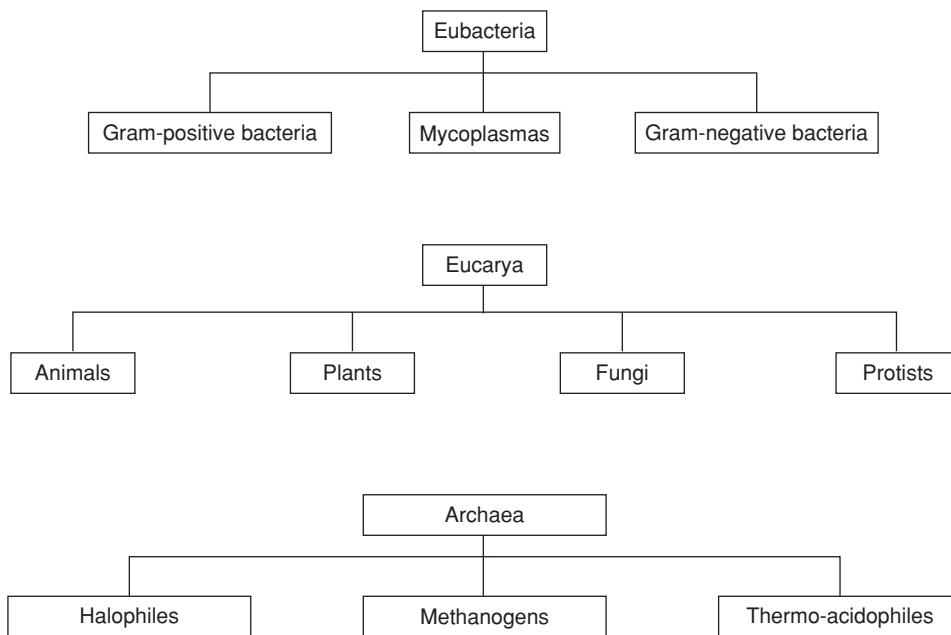 Eubacteria
Gram-positive bacteria
Mycoplasmas
Gram-negative bacteria
Eucarya
Animals
Plants
Fungi
Protists
Archaea
Halophiles
Methanogens
Thermo-acidophiles